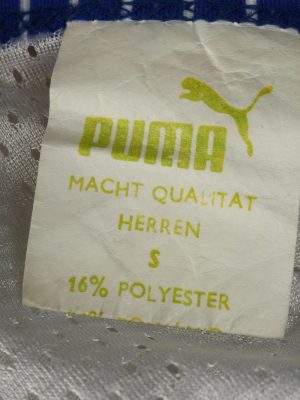 PUMA
MACHT QUALITAT
HERREN
S
16% POLYESTER